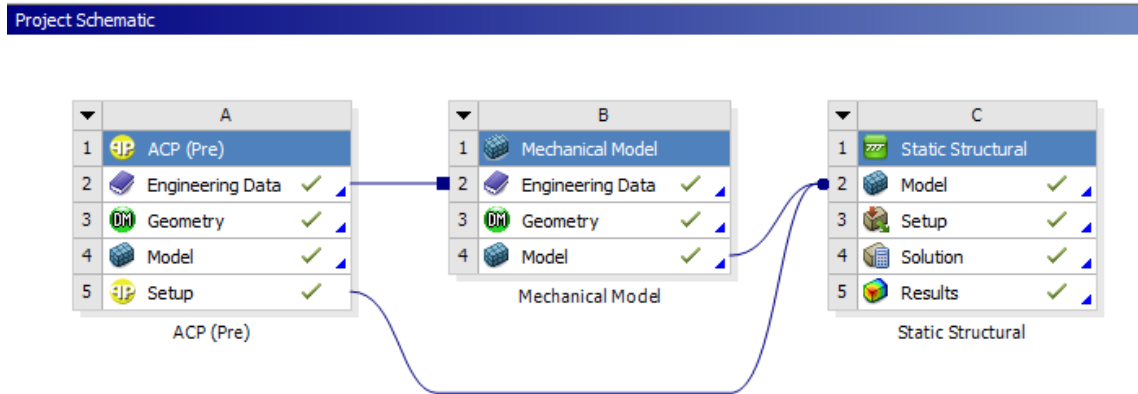 Project Schematic
A
1 ACP (Pre)
2 Engineering Data
3 DM Geometry
4 Model
5 Setup
ACP (Pre)
B
1 Mechanical Model
2 Engineering Data
3 DM Geometry
4 Model
Mechanical Model
C
1 Static Structural
2 Model
3 Setup
4 Solution
5 Results
Static Structural